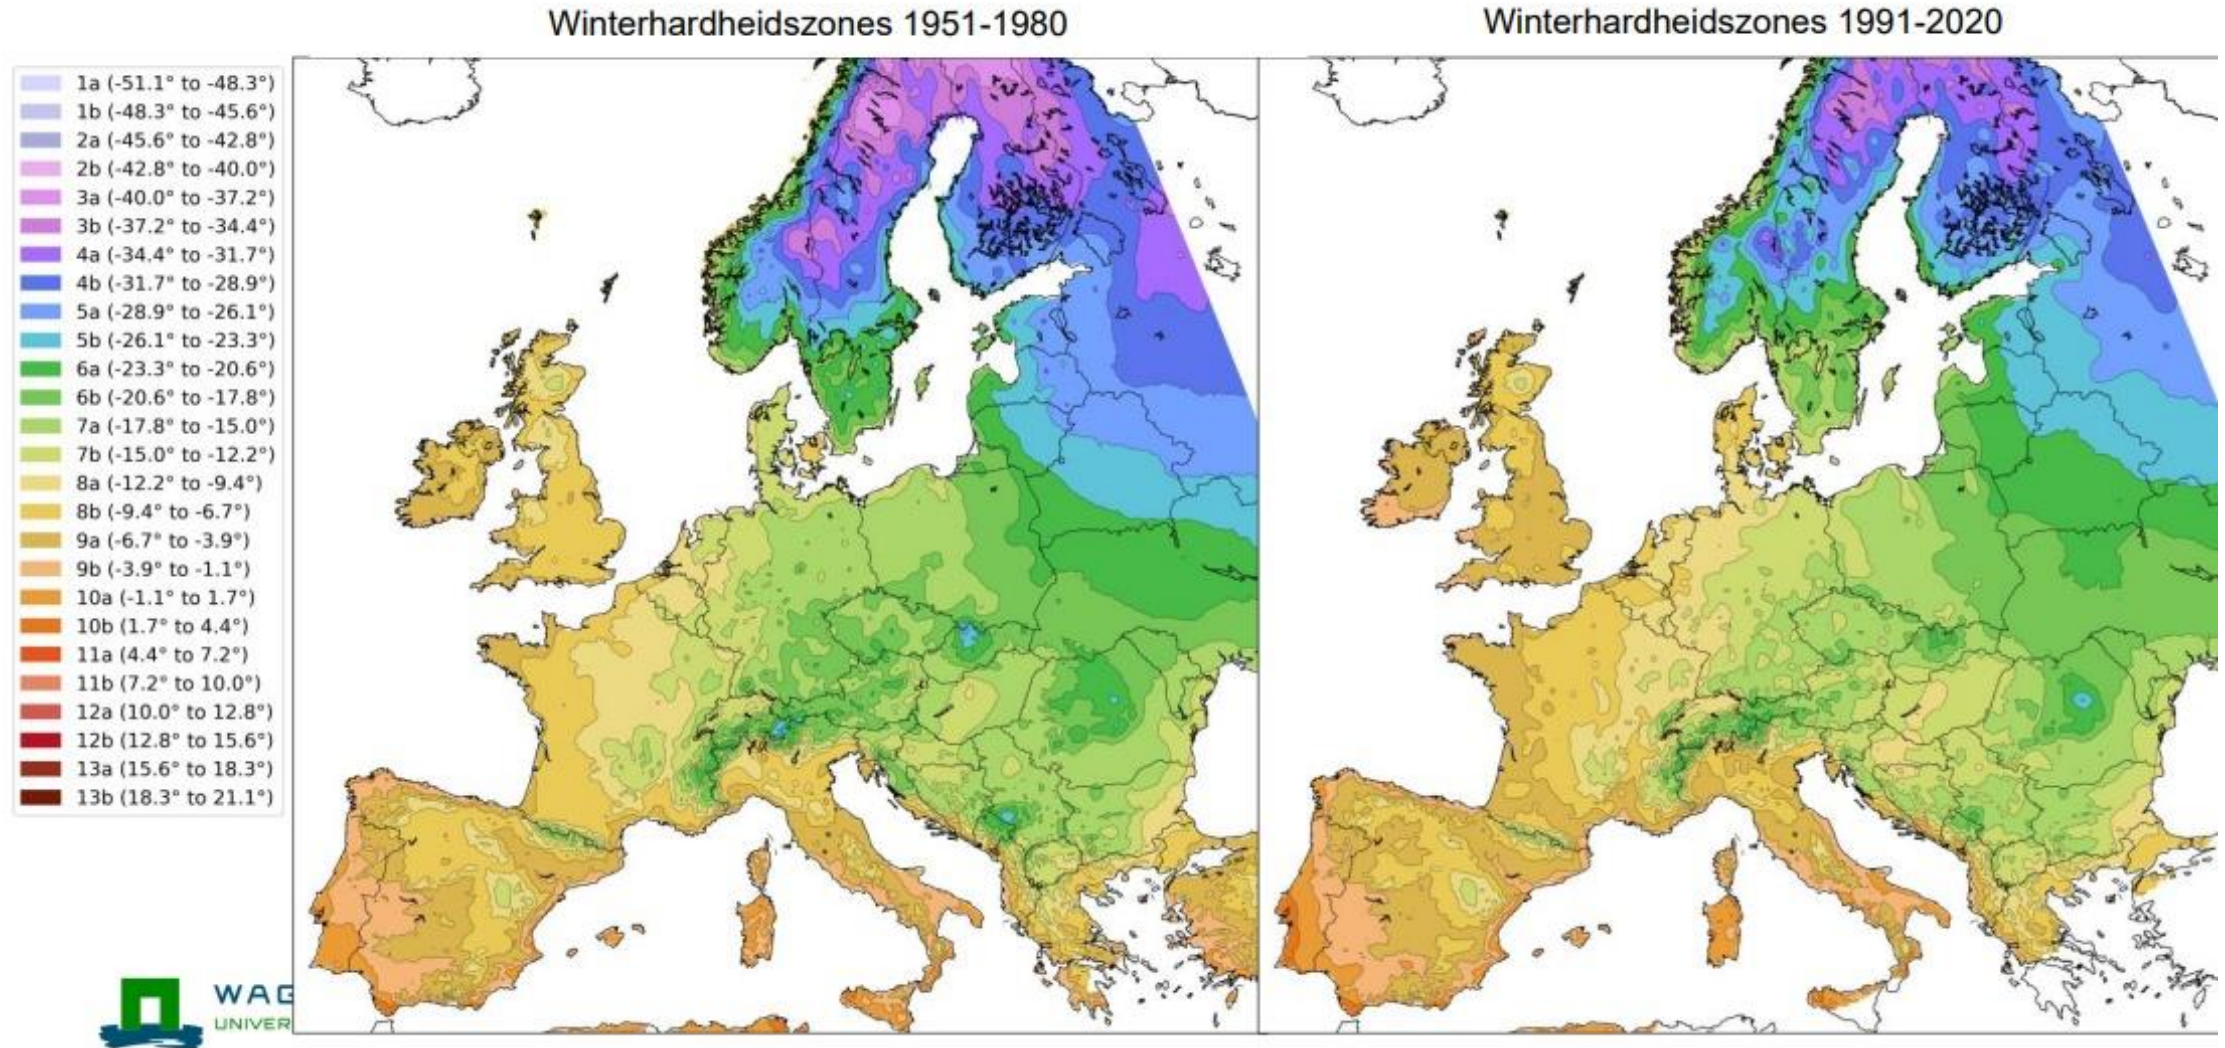 Winterhardheidszones 1951-1980
Winterhardheidszones 1991-2020
1a (-51.1° to -48.3°)
1b (-48.3° to -45.6°)
2a (-45.6° to -42.8°)
2b (-42.8° to -40.0°)
3a (-40.0° to -37.2°)
3b (-37.2° to -34.4°)
4a (-34.4° to -31.7°)
4b (-31.7° to -28.9°)
5a (-28.9° to -26.1°)
5b (-26.1° to -23.3°)
6a (-23.3° to -20.6°)
6b (-20.6° to -17.8°)
7a (-17.8° to -15.0°)
7b (-15.0° to -12.2°)
8a (-12.2° to -9.4°)
8b (-9.4° to -6.7°)
9a (-6.7° to -3.9°)
9b (-3.9° to -1.1°)
10a (-1.1° to 1.7°)
10b (1.7° to 4.4°)
11a (4.4° to 7.2°)
11b (7.2° to 10.0°)
12a (10.0° to 12.8°)
12b (12.8° to 15.6°)
13a (15.6° to 18.3°)
13b (18.3° to 21.1°)
WAG
UNIVER